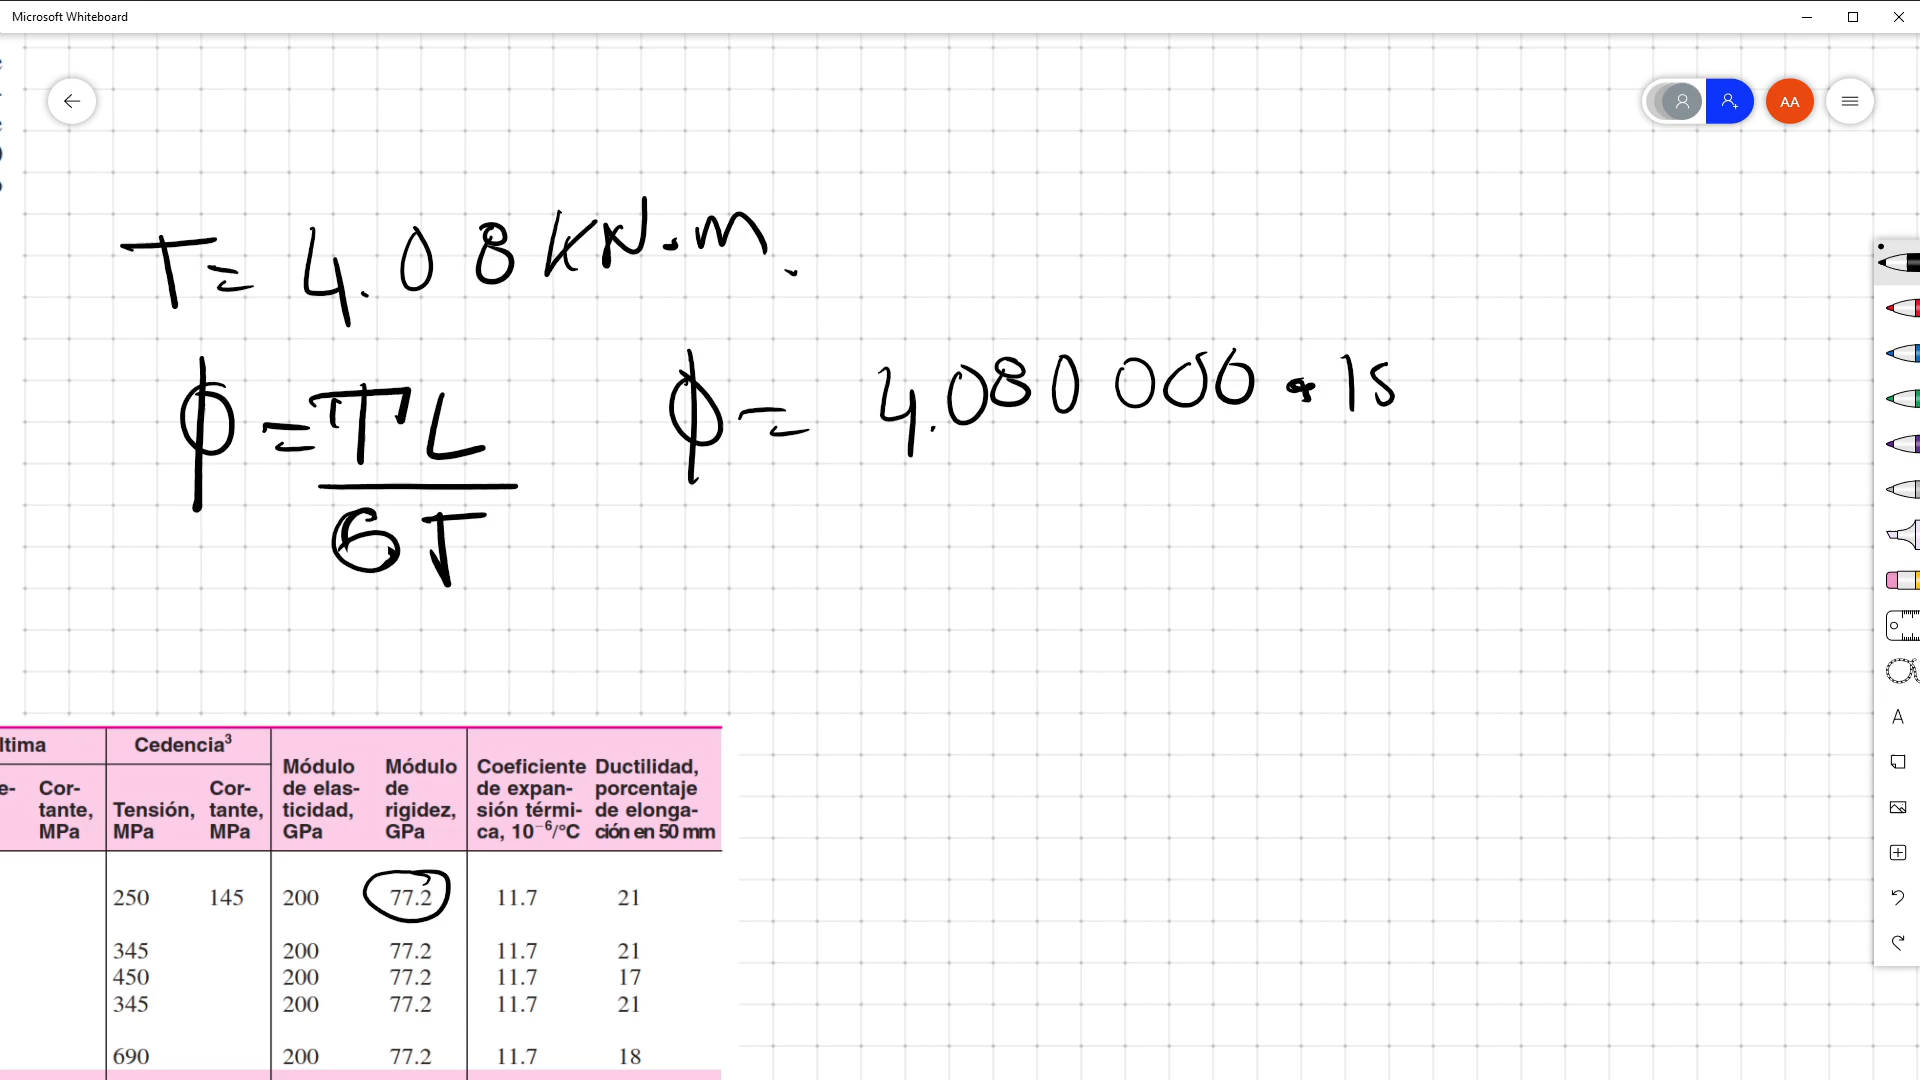 Microsoft Whiteboard
AA
T = 4.08 KN.m.
ϕ = TL
GJ
ϕ = 4.080 000 • 15
ltima
Cedencia³
e-
Cor-
tante,
MPa
Tensión,
MPa
Cor-
tante,
MPa
Módulo
de elas-
ticidad,
GPa
Módulo
de
rigidez,
GPa
Coeficiente
de expan-
sión térmi-
ca, 10⁻⁶/°C
Ductilidad,
porcentaje
de elonga-
ción en 50 mm
250 145 200 77.2 11.7 21
345 200 77.2 11.7 21
450 200 77.2 11.7 17
345 200 77.2 11.7 21
690 200 77.2 11.7 18